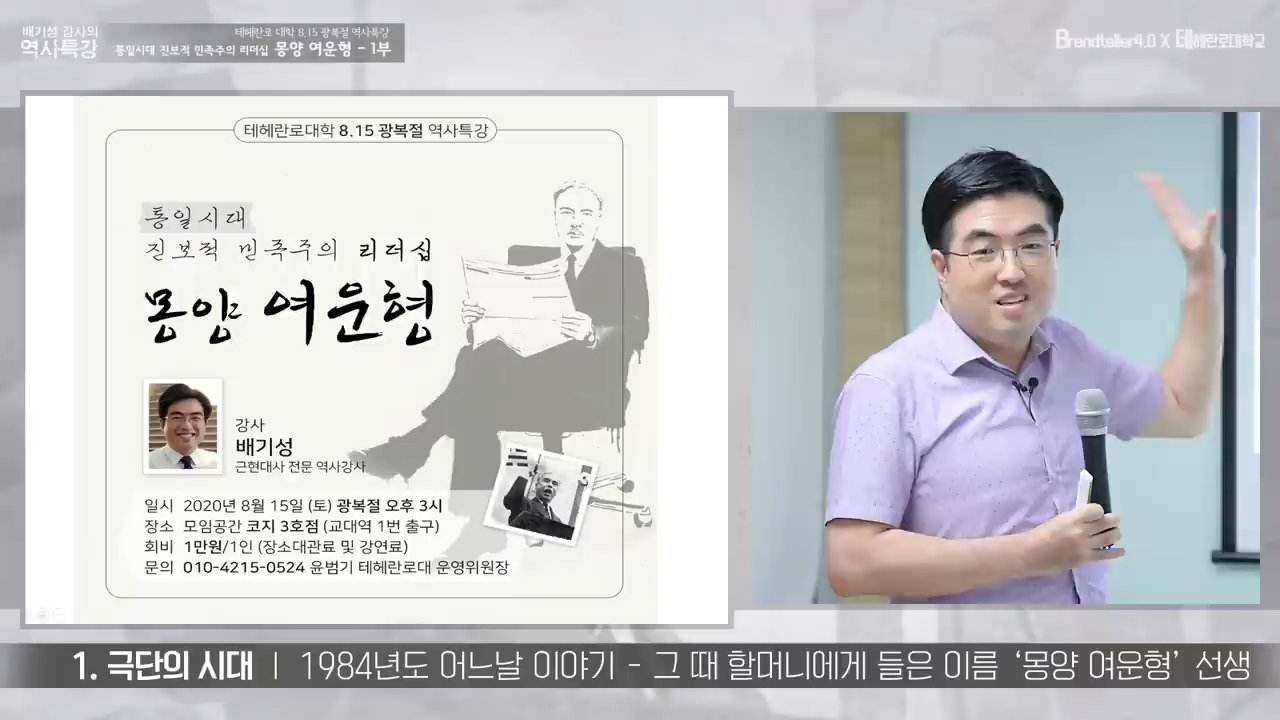 배기성 강사의
역사특강
테헤란로 대학 8.15 광복절 역사특강
통일시대 진보적 민족주의 리더십 몽양 여운형 - 1부
Brandteller4.0 X 테헤란로대학교
테헤란로대학 8.15 광복절 역사특강
통일시대
진보적 민족주의 리더십
몽양 여운형
강사
배기성
근현대사 전문 역사강사
일시 2020년 8월 15일 (토) 광복절 오후 3시
장소 모임공간 코지 3호점 (교대역 1번 출구)
회비 1만원/1인 (장소대관료 및 강연료)
문의 010-4215-0524 윤범기 테헤란로대 운영위원장
1. 극단의 시대 | 1984년도 어느날 이야기 - 그 때 할머니에게 들은 이름 ‘몽양 여운형’ 선생